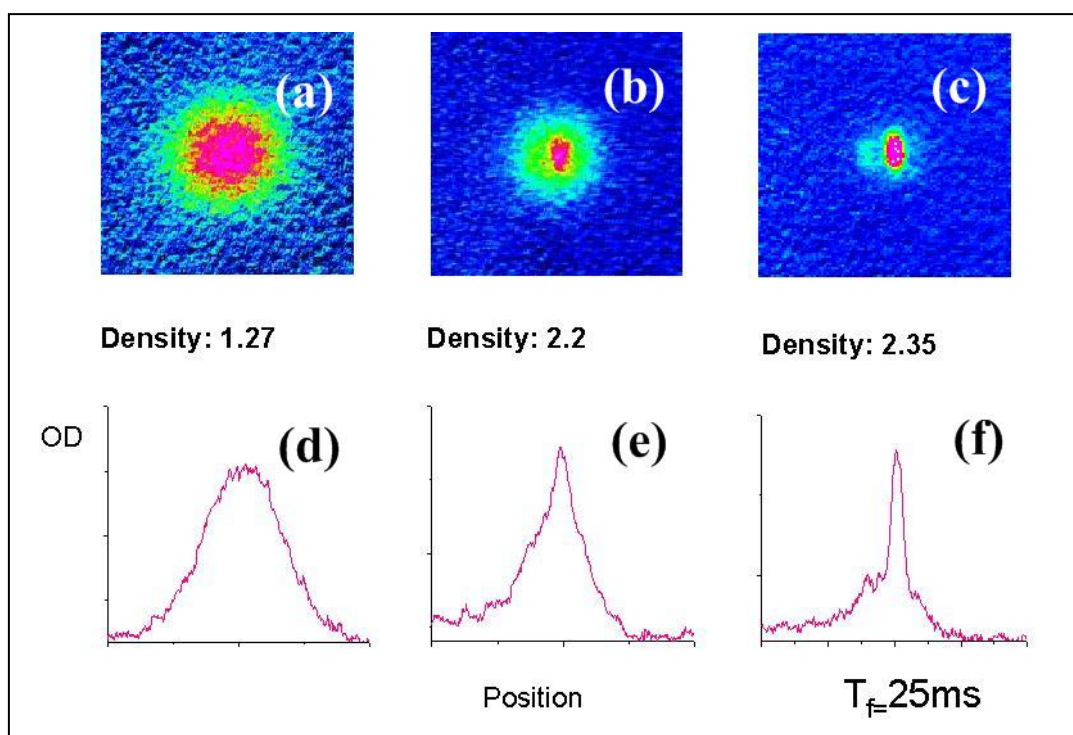 (a)
(b)
(c)
Density: 1.27
Density: 2.2
Density: 2.35
OD
(d)
(e)
(f)
Position
Tf=25ms